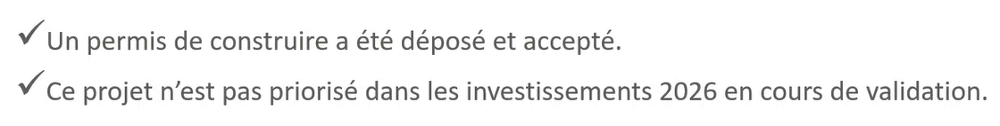 ✓Un permis de construire a été déposé et accepté.
✓Ce projet n’est pas priorisé dans les investissements 2026 en cours de validation.